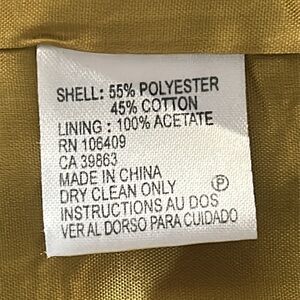 SHELL: 55% POLYESTER
45% COTTON
LINING : 100% ACETATE
RN 106409
CA 39863
MADE IN CHINA
DRY CLEAN ONLY Ⓟ
INSTRUCTIONS AU DOS
VER AL DORSO PARA CUIDADO